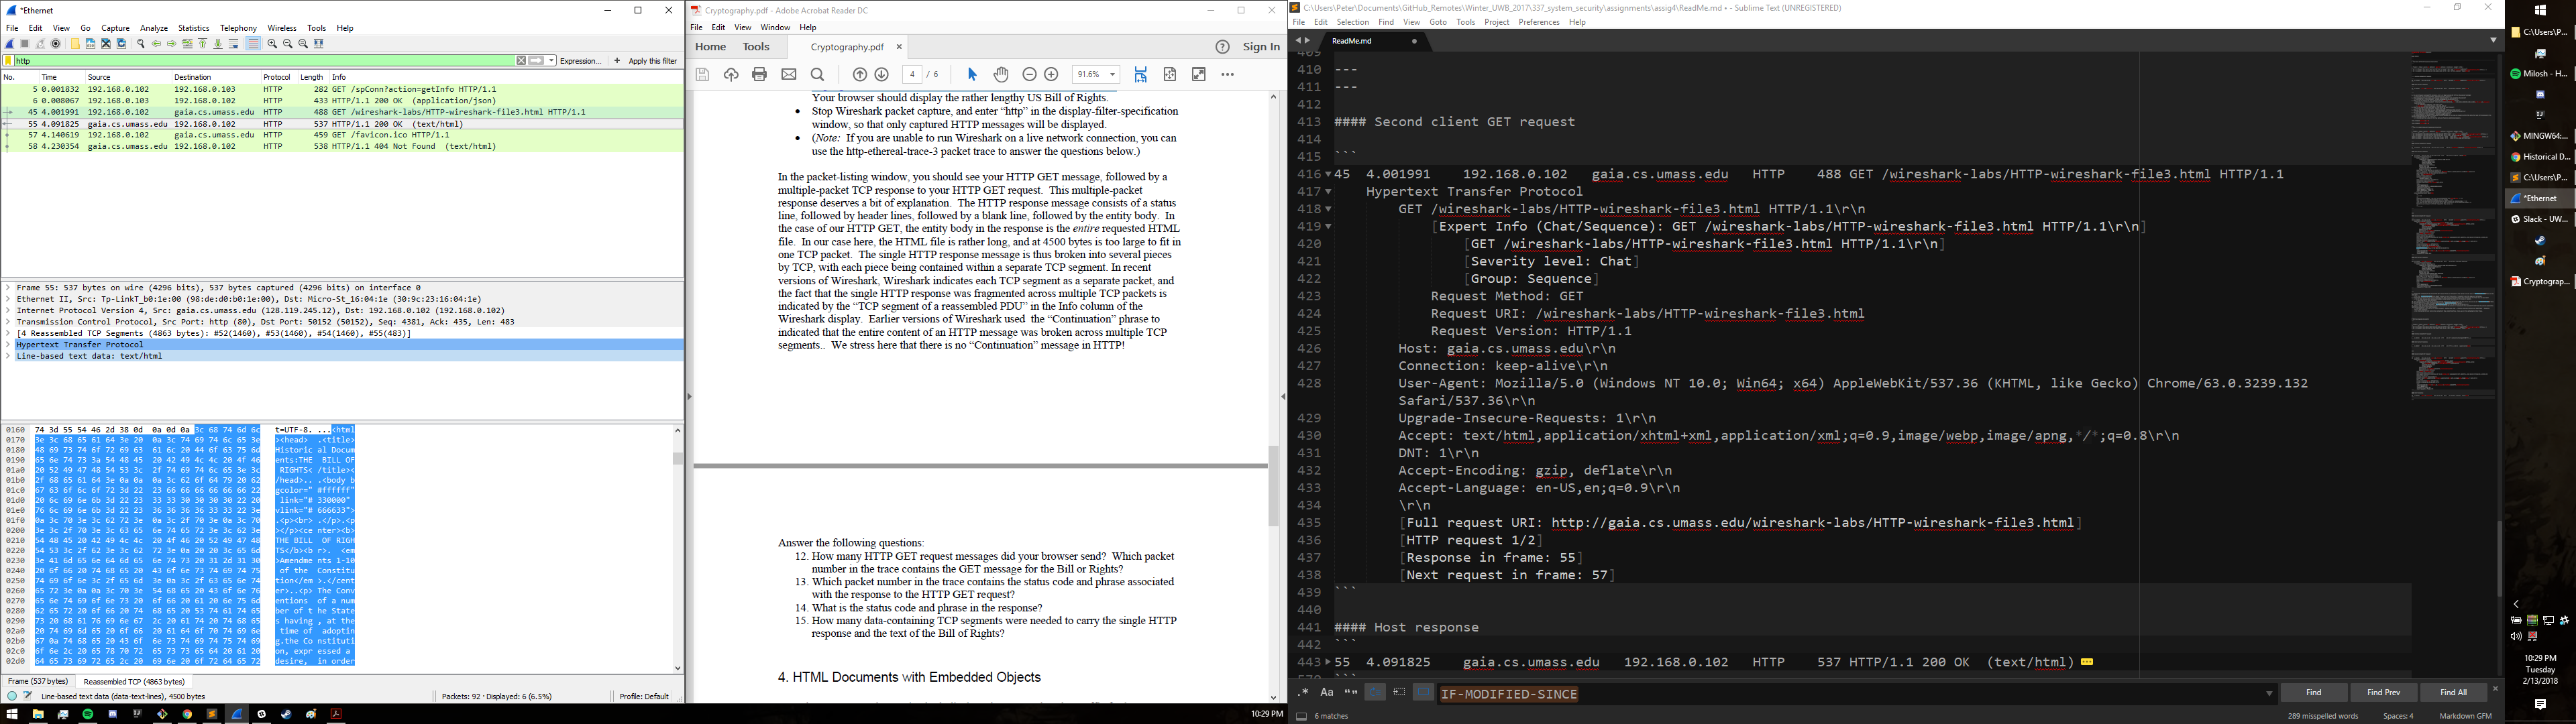 *Ethernet
File Edit View Go Capture Analyze Statistics Telephony Wireless Tools Help
http
Expression... + Apply this filter
No. Time Source Destination Protocol Length Info
5 0.001832 192.168.0.102 192.168.0.103 HTTP 282 GET /spConn?action=getInfo HTTP/1.1
6 0.008067 192.168.0.103 192.168.0.102 HTTP 433 HTTP/1.1 200 OK (application/json)
45 4.001991 192.168.0.102 gaia.cs.umass.edu HTTP 488 GET /wireshark-labs/HTTP-wireshark-file3.html HTTP/1.1
55 4.091825 gaia.cs.umass.edu 192.168.0.102 HTTP 537 HTTP/1.1 200 OK (text/html)
57 4.140619 192.168.0.102 gaia.cs.umass.edu HTTP 459 GET /favicon.ico HTTP/1.1
58 4.230354 gaia.cs.umass.edu 192.168.0.102 HTTP 538 HTTP/1.1 404 Not Found (text/html)
Frame 55: 537 bytes on wire (4296 bits), 537 bytes captured (4296 bits) on interface 0
Ethernet II, Src: Tp-LinkT_b0:1e:00 (98:de:d0:b0:1e:00), Dst: Micro-St_16:04:1e (30:9c:23:16:04:1e)
Internet Protocol Version 4, Src: gaia.cs.umass.edu (128.119.245.12), Dst: 192.168.0.102 (192.168.0.102)
Transmission Control Protocol, Src Port: http (80), Dst Port: 50152 (50152), Seq: 4381, Ack: 435, Len: 483
[4 Reassembled TCP Segments (4863 bytes): #52(1460), #53(1460), #54(1460), #55(483)]
Hypertext Transfer Protocol
Line-based text data: text/html
0160 74 3d 55 54 46 2d 38 0d 0a 0d 0a 3c 68 74 6d 6c t=UTF-8. ...<html
Frame (537 bytes) Reassembled TCP (4863 bytes)
Line-based text data (data-text-lines), 4500 bytes Packets: 92 · Displayed: 6 (6.5%) Profile: Default
10:29 PM
Cryptography.pdf - Adobe Acrobat Reader DC
File Edit View Window Help
Home Tools Cryptography.pdf × Sign In
4 / 6 91.6%
Your browser should display the rather lengthy US Bill of Rights.
• Stop Wireshark packet capture, and enter “http” in the display-filter-specification
window, so that only captured HTTP messages will be displayed.
• (Note: If you are unable to run Wireshark on a live network connection, you can
use the http-ethereal-trace-3 packet trace to answer the questions below.)
In the packet-listing window, you should see your HTTP GET message, followed by a
multiple-packet TCP response to your HTTP GET request. This multiple-packet
response deserves a bit of explanation. The HTTP response message consists of a status
line, followed by header lines, followed by a blank line, followed by the entity body. In
the case of our HTTP GET, the entity body in the response is the entire requested HTML
file. In our case here, the HTML file is rather long, and at 4500 bytes is too large to fit in
one TCP packet. The single HTTP response message is thus broken into several pieces
by TCP, with each piece being contained within a separate TCP segment. In recent
versions of Wireshark, Wireshark indicates each TCP segment as a separate packet, and
the fact that the single HTTP response was fragmented across multiple TCP packets is
indicated by the “TCP segment of a reassembled PDU” in the Info column of the
Wireshark display. Earlier versions of Wireshark used the “Continuation” phrase to
indicated that the entire content of an HTTP message was broken across multiple TCP
segments.. We stress here that there is no “Continuation” message in HTTP!
Answer the following questions:
12. How many HTTP GET request messages did your browser send? Which packet
number in the trace contains the GET message for the Bill or Rights?
13. Which packet number in the trace contains the status code and phrase associated
with the response to the HTTP GET request?
14. What is the status code and phrase in the response?
15. How many data-containing TCP segments were needed to carry the single HTTP
response and the text of the Bill of Rights?
4. HTML Documents with Embedded Objects
C:\Users\Peter\Documents\GitHub_Remotes\Winter_UWB_2017\337_system_security\assignments\assig4\ReadMe.md • - Sublime Text (UNREGISTERED)
File Edit Selection Find View Goto Tools Project Preferences Help
ReadMe.md
409
410 ---
411 ---
412
413 #### Second client GET request
414
415 ```
416 45 4.001991 192.168.0.102 gaia.cs.umass.edu HTTP 488 GET /wireshark-labs/HTTP-wireshark-file3.html HTTP/1.1
417 Hypertext Transfer Protocol
418 GET /wireshark-labs/HTTP-wireshark-file3.html HTTP/1.1\r\n
419 [Expert Info (Chat/Sequence): GET /wireshark-labs/HTTP-wireshark-file3.html HTTP/1.1\r\n]
420 [GET /wireshark-labs/HTTP-wireshark-file3.html HTTP/1.1\r\n]
421 [Severity level: Chat]
422 [Group: Sequence]
423 Request Method: GET
424 Request URI: /wireshark-labs/HTTP-wireshark-file3.html
425 Request Version: HTTP/1.1
426 Host: gaia.cs.umass.edu\r\n
427 Connection: keep-alive\r\n
428 User-Agent: Mozilla/5.0 (Windows NT 10.0; Win64; x64) AppleWebKit/537.36 (KHTML, like Gecko) Chrome/63.0.3239.132
Safari/537.36\r\n
429 Upgrade-Insecure-Requests: 1\r\n
430 Accept: text/html,application/xhtml+xml,application/xml;q=0.9,image/webp,image/apng,*/*;q=0.8\r\n
431 DNT: 1\r\n
432 Accept-Encoding: gzip, deflate\r\n
433 Accept-Language: en-US,en;q=0.9\r\n
434 \r\n
435 [Full request URI: http://gaia.cs.umass.edu/wireshark-labs/HTTP-wireshark-file3.html]
436 [HTTP request 1/2]
437 [Response in frame: 55]
438 [Next request in frame: 57]
439 ```
440
441 #### Host response
442 ```
443 55 4.091825 gaia.cs.umass.edu 192.168.0.102 HTTP 537 HTTP/1.1 200 OK (text/html)
IF-MODIFIED-SINCE
Find Find Prev Find All
6 matches 289 misspelled words Spaces: 4 Markdown GFM
C:\Users\P...
Milosh - H...
MINGW64:...
Historical D...
C:\Users\P...
*Ethernet
Slack - UW...
Cryptograp...
10:29 PM
Tuesday
2/13/2018